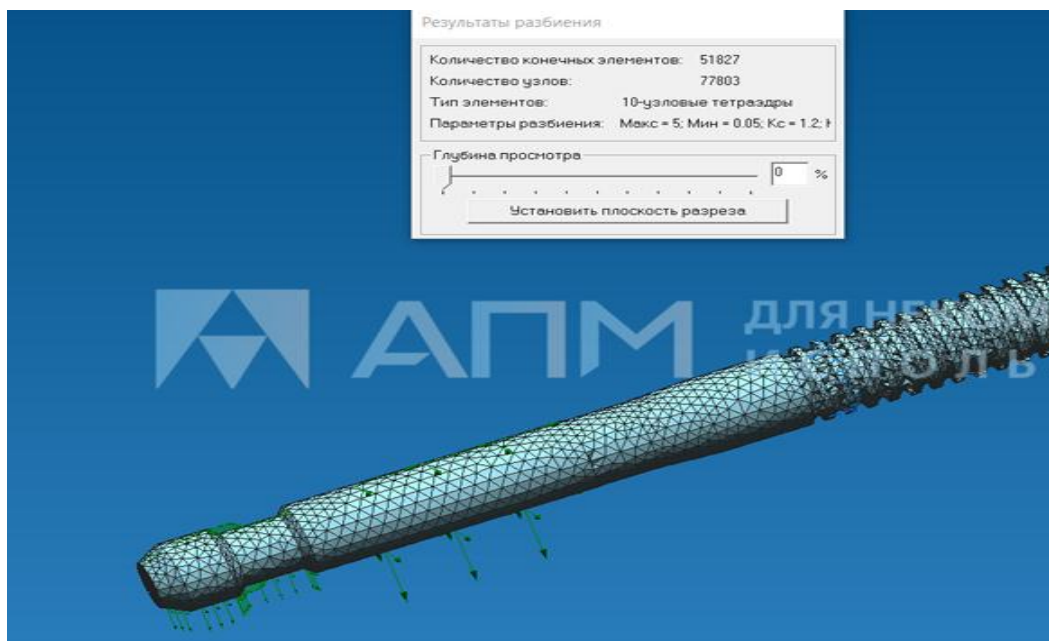 Результаты разбиения
Количество конечных элементов: 51827
Количество узлов: 77803
Тип элементов: 10-узловые тетраэдры
Параметры разбиения: Макс = 5; Мин = 0.05; Кс = 1.2;
Глубина просмотра
0 %
Установить плоскость разреза
АПМ
ДЛЯ